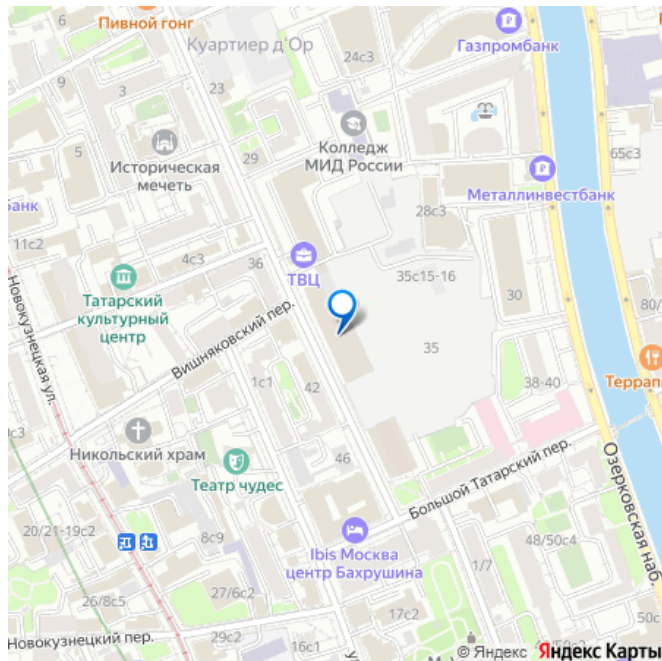 Пивной гонг
9
3
23
24с3
Куартиер д'Ор
Газпромбанк
6
5
29
Историческая
мечеть
Колледж
МИД России
65с3
Металлинвестбанк
28с3
Банк
11с2
4с3
36
ТВЦ
35с15-16
30
80/
Татарский
культурный
центр
Новокузнецкая ул.
Вишняковский пер.
35
1с1
42
38-40
Терра
9с3
Никольский храм
46
Театр чудес
Большой Татарский пер.
Озерковская наб.
20/21-19с2
8с9
Ibis Москва
центр Бахрушина
48/50с4
1/7
27/6с2
26/8с5
17с2
Новокузнецкий пер.
29с2
16с1
50с
© Яндекс Яндекс Карты